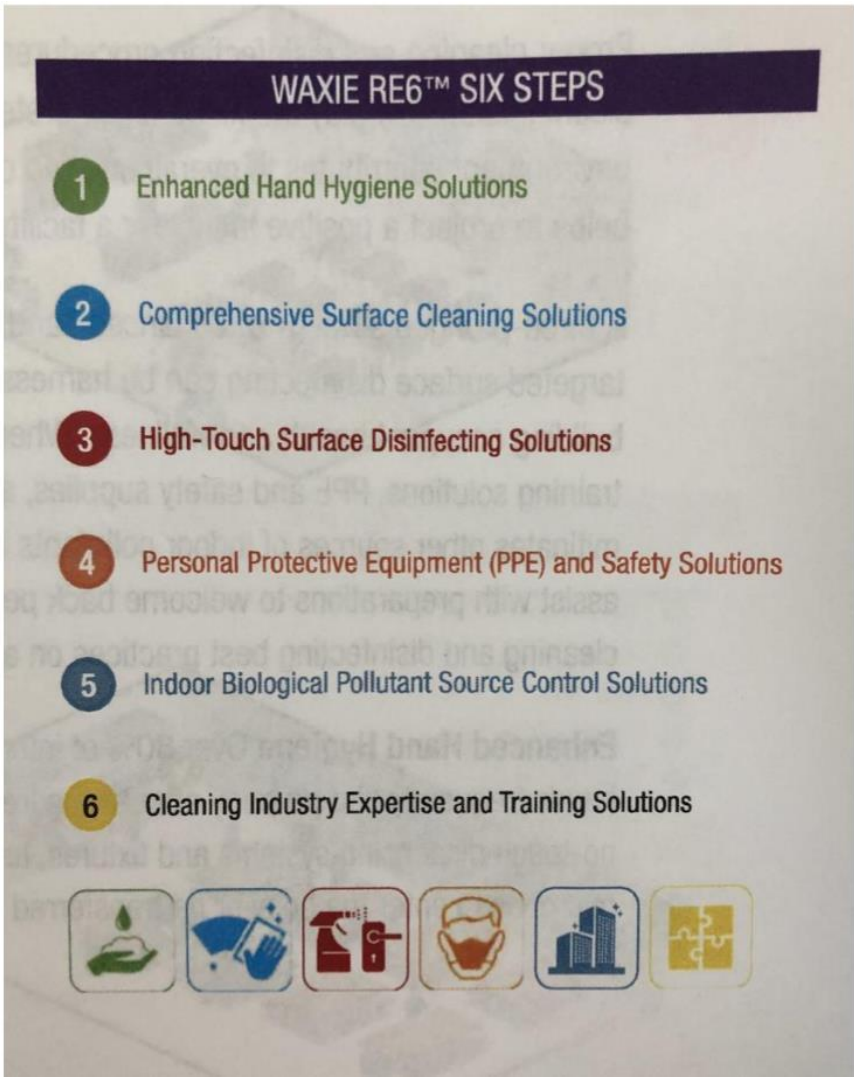 WAXIE RE6™ SIX STEPS
1 Enhanced Hand Hygiene Solutions
2 Comprehensive Surface Cleaning Solutions
3 High-Touch Surface Disinfecting Solutions
4 Personal Protective Equipment (PPE) and Safety Solutions
5 Indoor Biological Pollutant Source Control Solutions
6 Cleaning Industry Expertise and Training Solutions